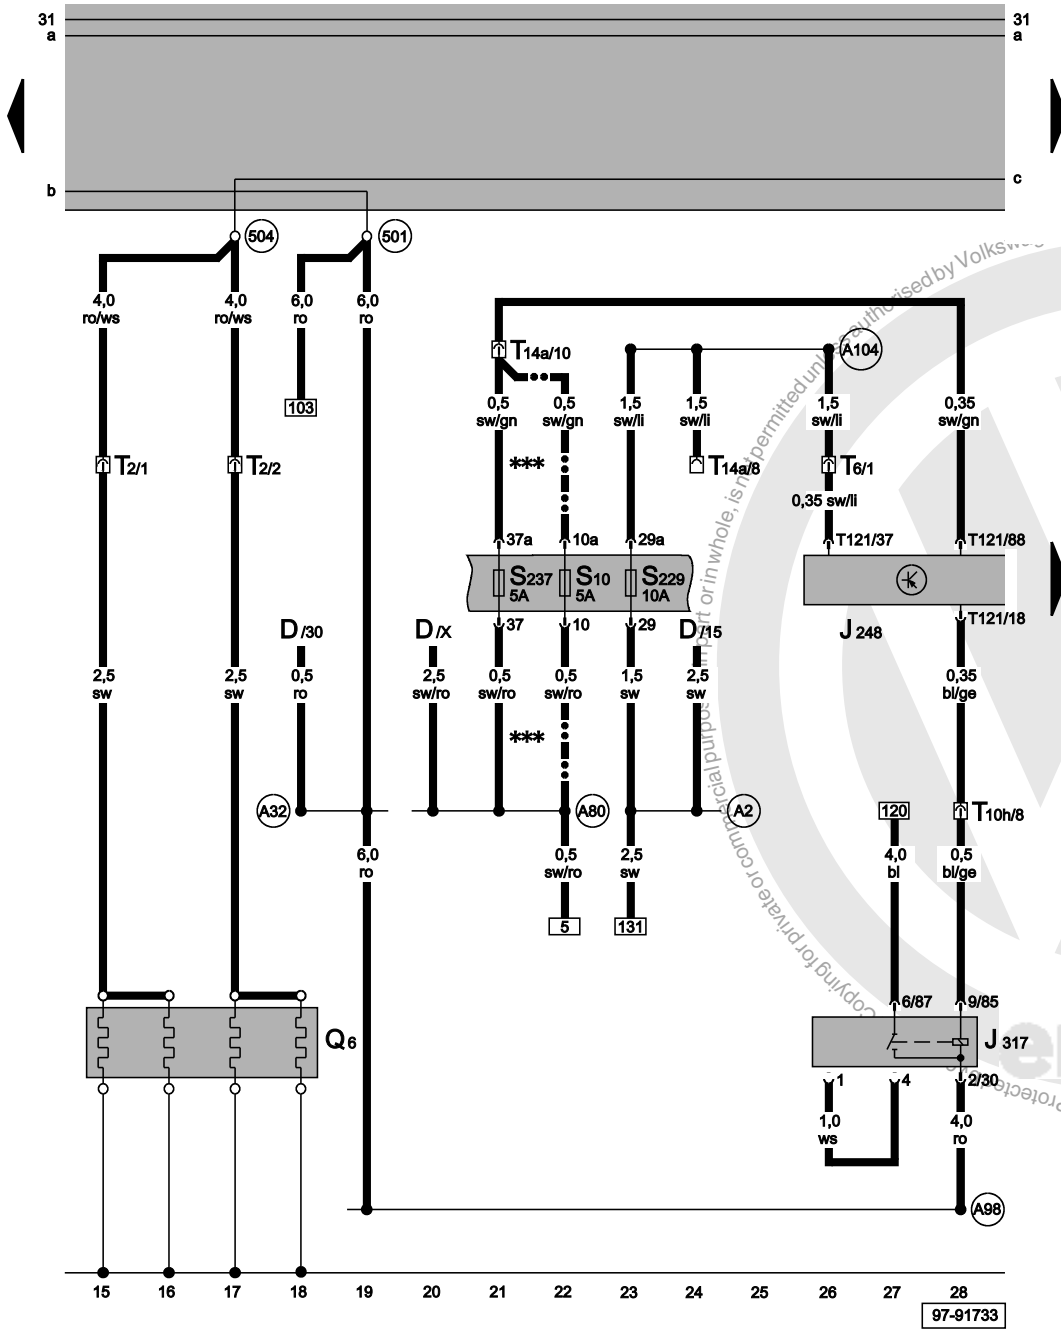 31
31
a
a
b
c
504
501
4,0
ro/ws
4,0
ro/ws
6,0
ro
6,0
ro
103
T2/1
T2/2
T14a/10
A104
0,5
sw/gn
0,5
sw/gn
1,5
sw/li
1,5
sw/li
1,5
sw/li
0,35
sw/gn
***
T14a/8
T6/1
0,35 sw/li
37a
10a
29a
T121/37
T121/88
S237
5A
S10
5A
S229
10A
37
10
29
J 248
T121/18
D/30
D/X
D/15
2,5
sw
2,5
sw
0,5
ro
2,5
sw/ro
0,5
sw/ro
0,5
sw/ro
1,5
sw
2,5
sw
0,35
bl/ge
***
A32
A80
A2
120
T10h/8
6,0
ro
0,5
sw/ro
2,5
sw
4,0
bl
0,5
bl/ge
5
131
6/87
9/85
Q6
J 317
1
4
2/30
1,0
ws
4,0
ro
A98
15 16 17 18 19 20 21 22 23 24 25 26 27 28
97-91733